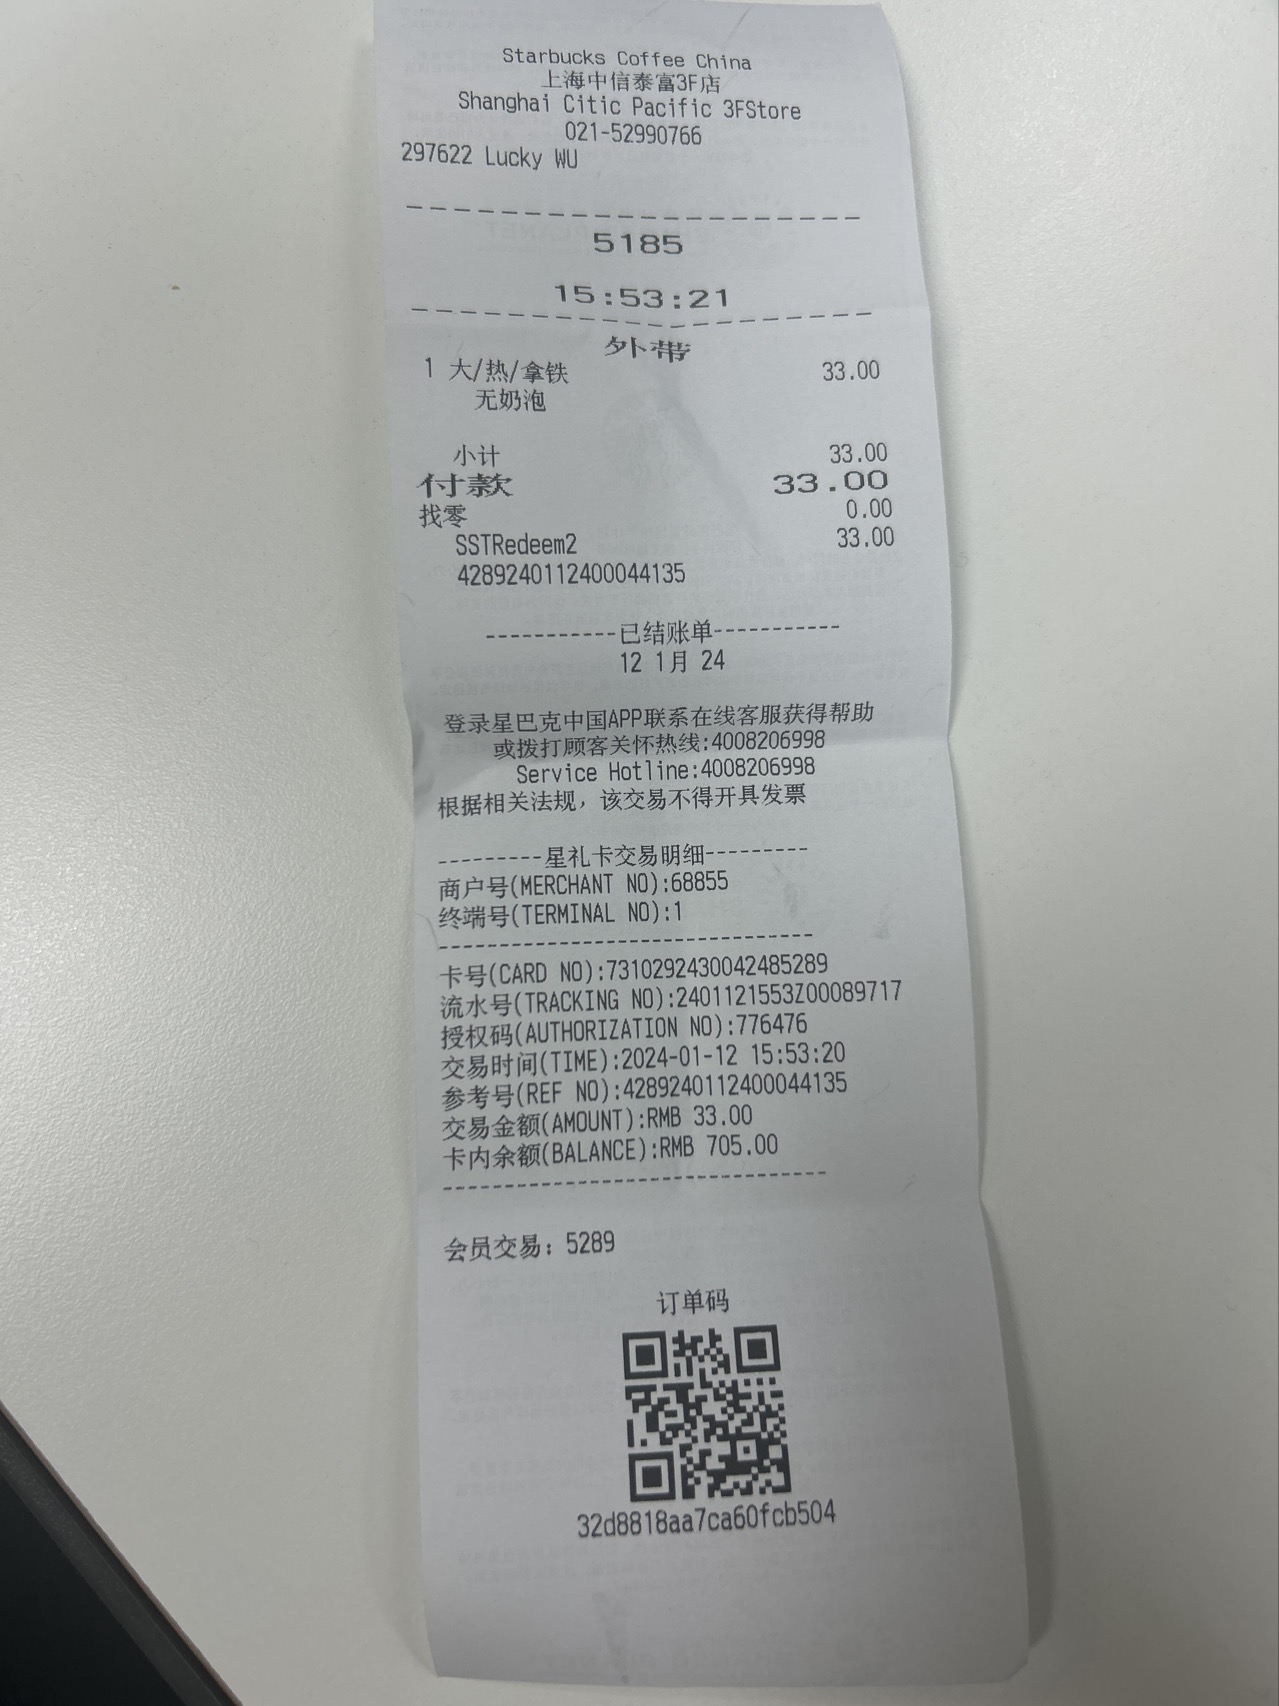 Starbucks Coffee China
上海中信泰富3F店
Shanghai Citic Pacific 3FStore
021-52990766
297622 Lucky WU
5185
15:53:21
外带
1 大/热/拿铁 33.00
无奶泡
小计 33.00
付款 33.00
找零 0.00
SSTRedeem2 33.00
4289240112400044135
-----------已结账单-----------
12 1月 24
登录星巴克中国APP联系在线客服获得帮助
或拨打顾客关怀热线:4008206998
Service Hotline:4008206998
根据相关法规，该交易不得开具发票
---------星礼卡交易明细---------
商户号(MERCHANT NO):68855
终端号(TERMINAL NO):1
卡号(CARD NO):7310292430042485289
流水号(TRACKING NO):2401121553Z00089717
授权码(AUTHORIZATION NO):776476
交易时间(TIME):2024-01-12 15:53:20
参考号(REF NO):4289240112400044135
交易金额(AMOUNT):RMB 33.00
卡内余额(BALANCE):RMB 705.00
会员交易：5289
订单码
32d8818aa7ca60fcb504